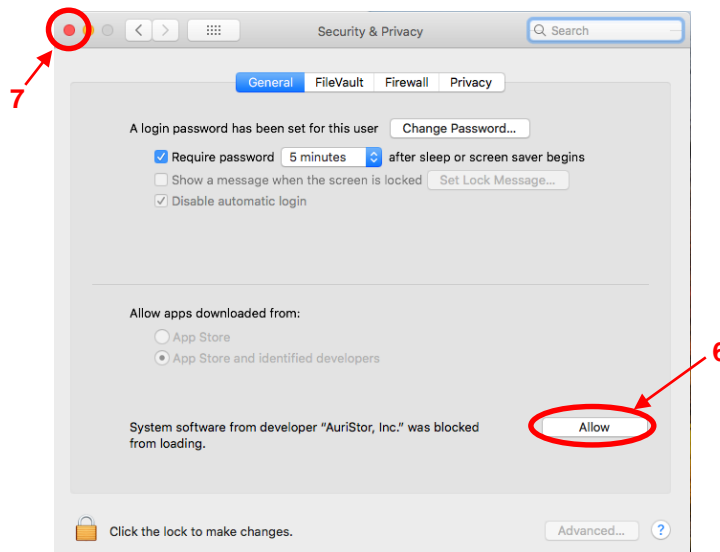 Security & Privacy
Search
7
General FileVault Firewall Privacy
A login password has been set for this user Change Password...
Require password 5 minutes after sleep or screen saver begins
Show a message when the screen is locked Set Lock Message...
Disable automatic login
Allow apps downloaded from:
App Store
App Store and identified developers
6
System software from developer “AuriStor, Inc.” was blocked
from loading.
Allow
Click the lock to make changes.
Advanced...
?